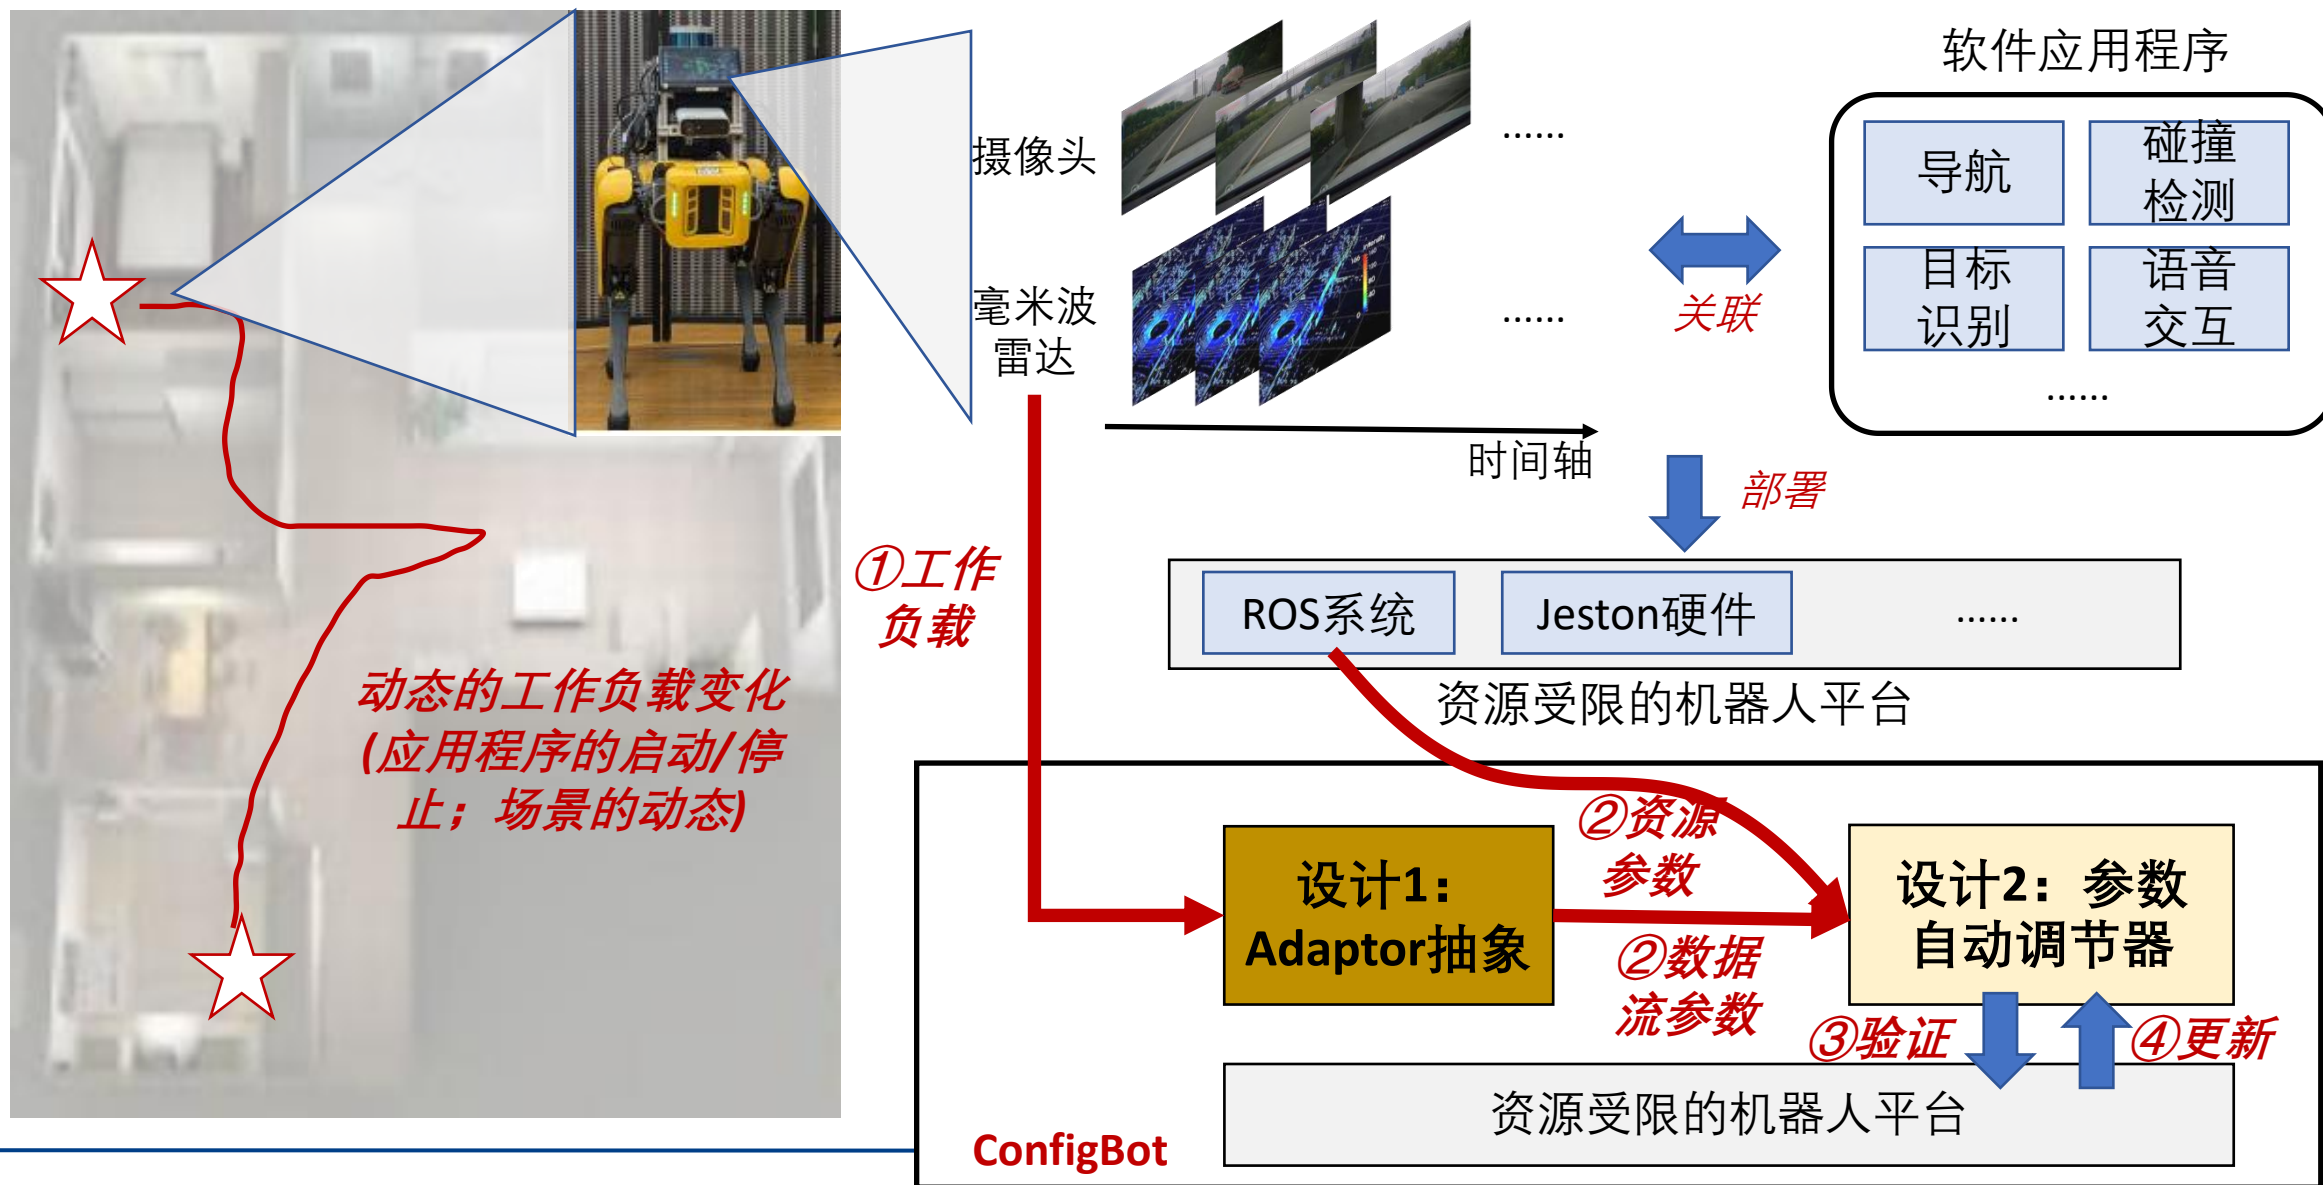 软件应用程序
摄像头
......
导航
碰撞
检测
毫米波
雷达
......
关联
目标
识别
语音
交互
......
时间轴
部署
①工作
负载
ROS系统
Jeston硬件
......
资源受限的机器人平台
动态的工作负载变化
(应用程序的启动/停
止；场景的动态)
②资源
参数
设计1：
Adaptor抽象
设计2：参数
自动调节器
②数据
流参数
③验证
④更新
资源受限的机器人平台
ConfigBot